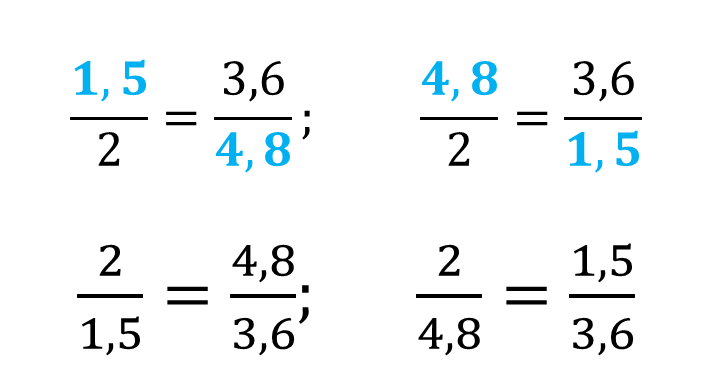 1,5/2 = 3,6/4,8; 4,8/2 = 3,6/1,5
2/1,5 = 4,8/3,6; 2/4,8 = 1,5/3,6